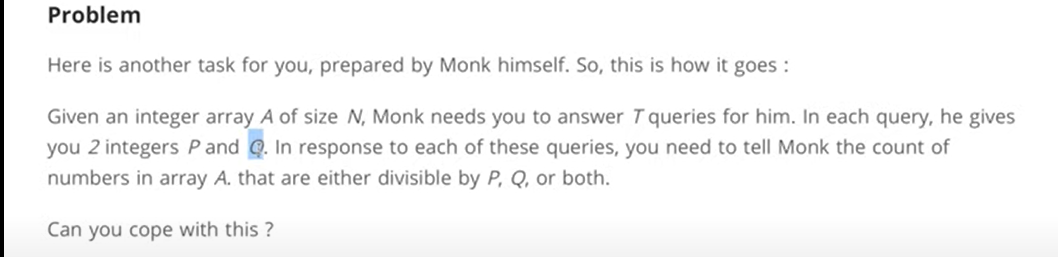 Problem
Here is another task for you, prepared by Monk himself. So, this is how it goes :
Given an integer array A of size N, Monk needs you to answer T queries for him. In each query, he gives
you 2 integers P and Q. In response to each of these queries, you need to tell Monk the count of
numbers in array A. that are either divisible by P, Q, or both.
Can you cope with this ?